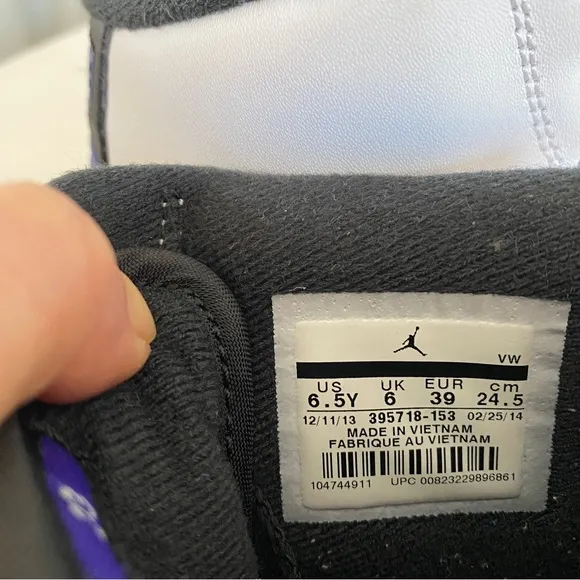 VW
US UK EUR cm
6.5Y 6 39 24.5
12/11/13 395718-153 02/25/14
MADE IN VIETNAM
FABRIQUE AU VIETNAM
104744911 UPC 00823229896861